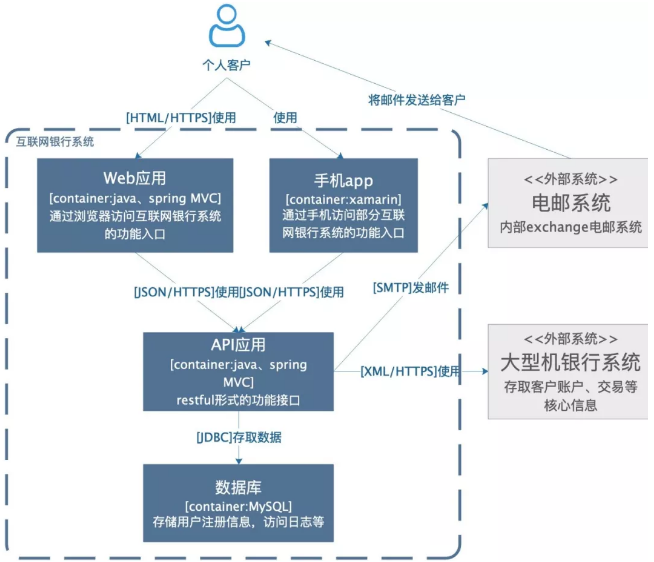 个人客户
将邮件发送给客户
[HTML/HTTPS]使用
使用
互联网银行系统
Web应用
[container:java、spring MVC]
通过浏览器访问互联网银行系统
的功能入口
手机app
[container:xamarin]
通过手机访问部分互联
网银行系统的功能入口
<<外部系统>>
电邮系统
内部exchange电邮系统
[JSON/HTTPS]使用
[JSON/HTTPS]使用
[SMTP]发邮件
API应用
[container:java、spring
MVC]
restful形式的功能接口
[XML/HTTPS]使用
<<外部系统>>
大型机银行系统
存取客户账户、交易等
核心信息
[JDBC]存取数据
数据库
[container:MySQL]
存储用户注册信息，访问日志等